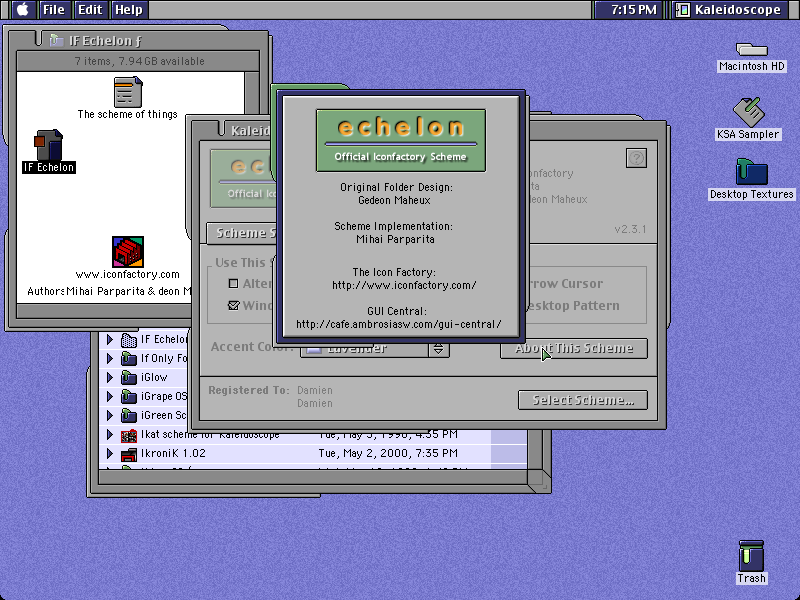 File Edit Help
7:15 PM
Kaleidoscope
IF Echelon ƒ
7 items, 7.94 GB available
The scheme of things
IF Echelon
www.iconfactory.com
Authors: Mihai Parparita & deon M
Macintosh HD
KSA Sampler
Desktop Textures
Trash
Kaleid
ec
Official Ico
Scheme S
v2.3.1
Use This S
Alter
Wind
rrow Cursor
esktop Pattern
Accent Color:
Lavender
About This Scheme
Registered To: Damien
Damien
Select Scheme...
nfactory
ta
eon Maheux
echelon
Official Iconfactory Scheme
Original Folder Design:
Gedeon Maheux
Scheme Implementation:
Mihai Parparita
The Icon Factory:
http://www.iconfactory.com/
GUI Central:
http://cafe.ambrosiasw.com/gui-central/
IF Echelon
If Only Fo
iGlow
iGrape OS
iGreen Sc
Ikat scheme for Kaleidoscope Tue, May 5, 1998, 4:35 PM
IkroniK 1.02 Tue, May 2, 2000, 7:35 PM